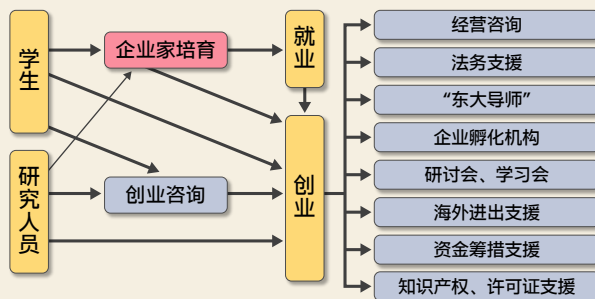 学生
研究人员
企业家培育
创业咨询
就业
创业
经营咨询
法务支援
“东大导师”
企业孵化机构
研讨会、学习会
海外进出支援
资金筹措支援
知识产权、许可证支援